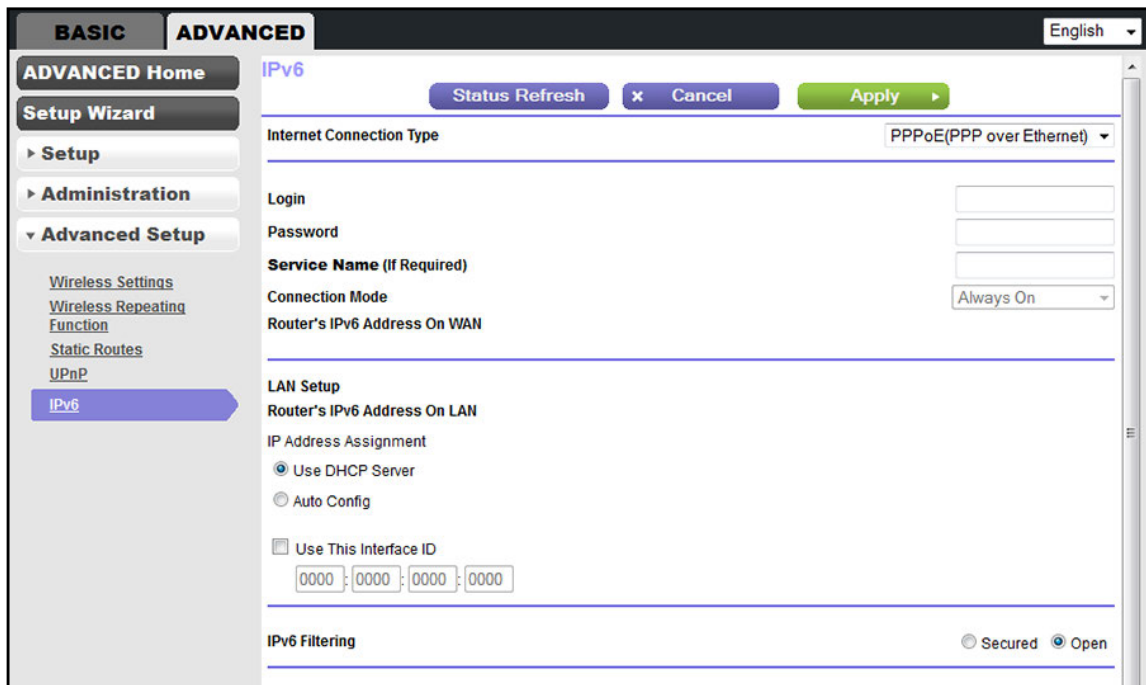 BASIC ADVANCED English
ADVANCED Home
Setup Wizard
Setup
Administration
Advanced Setup
Wireless Settings
Wireless Repeating
Function
Static Routes
UPnP
IPv6
IPv6
Status Refresh x Cancel Apply
Internet Connection Type PPPoE(PPP over Ethernet)
Login
Password
Service Name (If Required)
Connection Mode Always On
Router's IPv6 Address On WAN
LAN Setup
Router's IPv6 Address On LAN
IP Address Assignment
Use DHCP Server
Auto Config
Use This Interface ID
0000 : 0000 : 0000 : 0000
IPv6 Filtering Secured Open